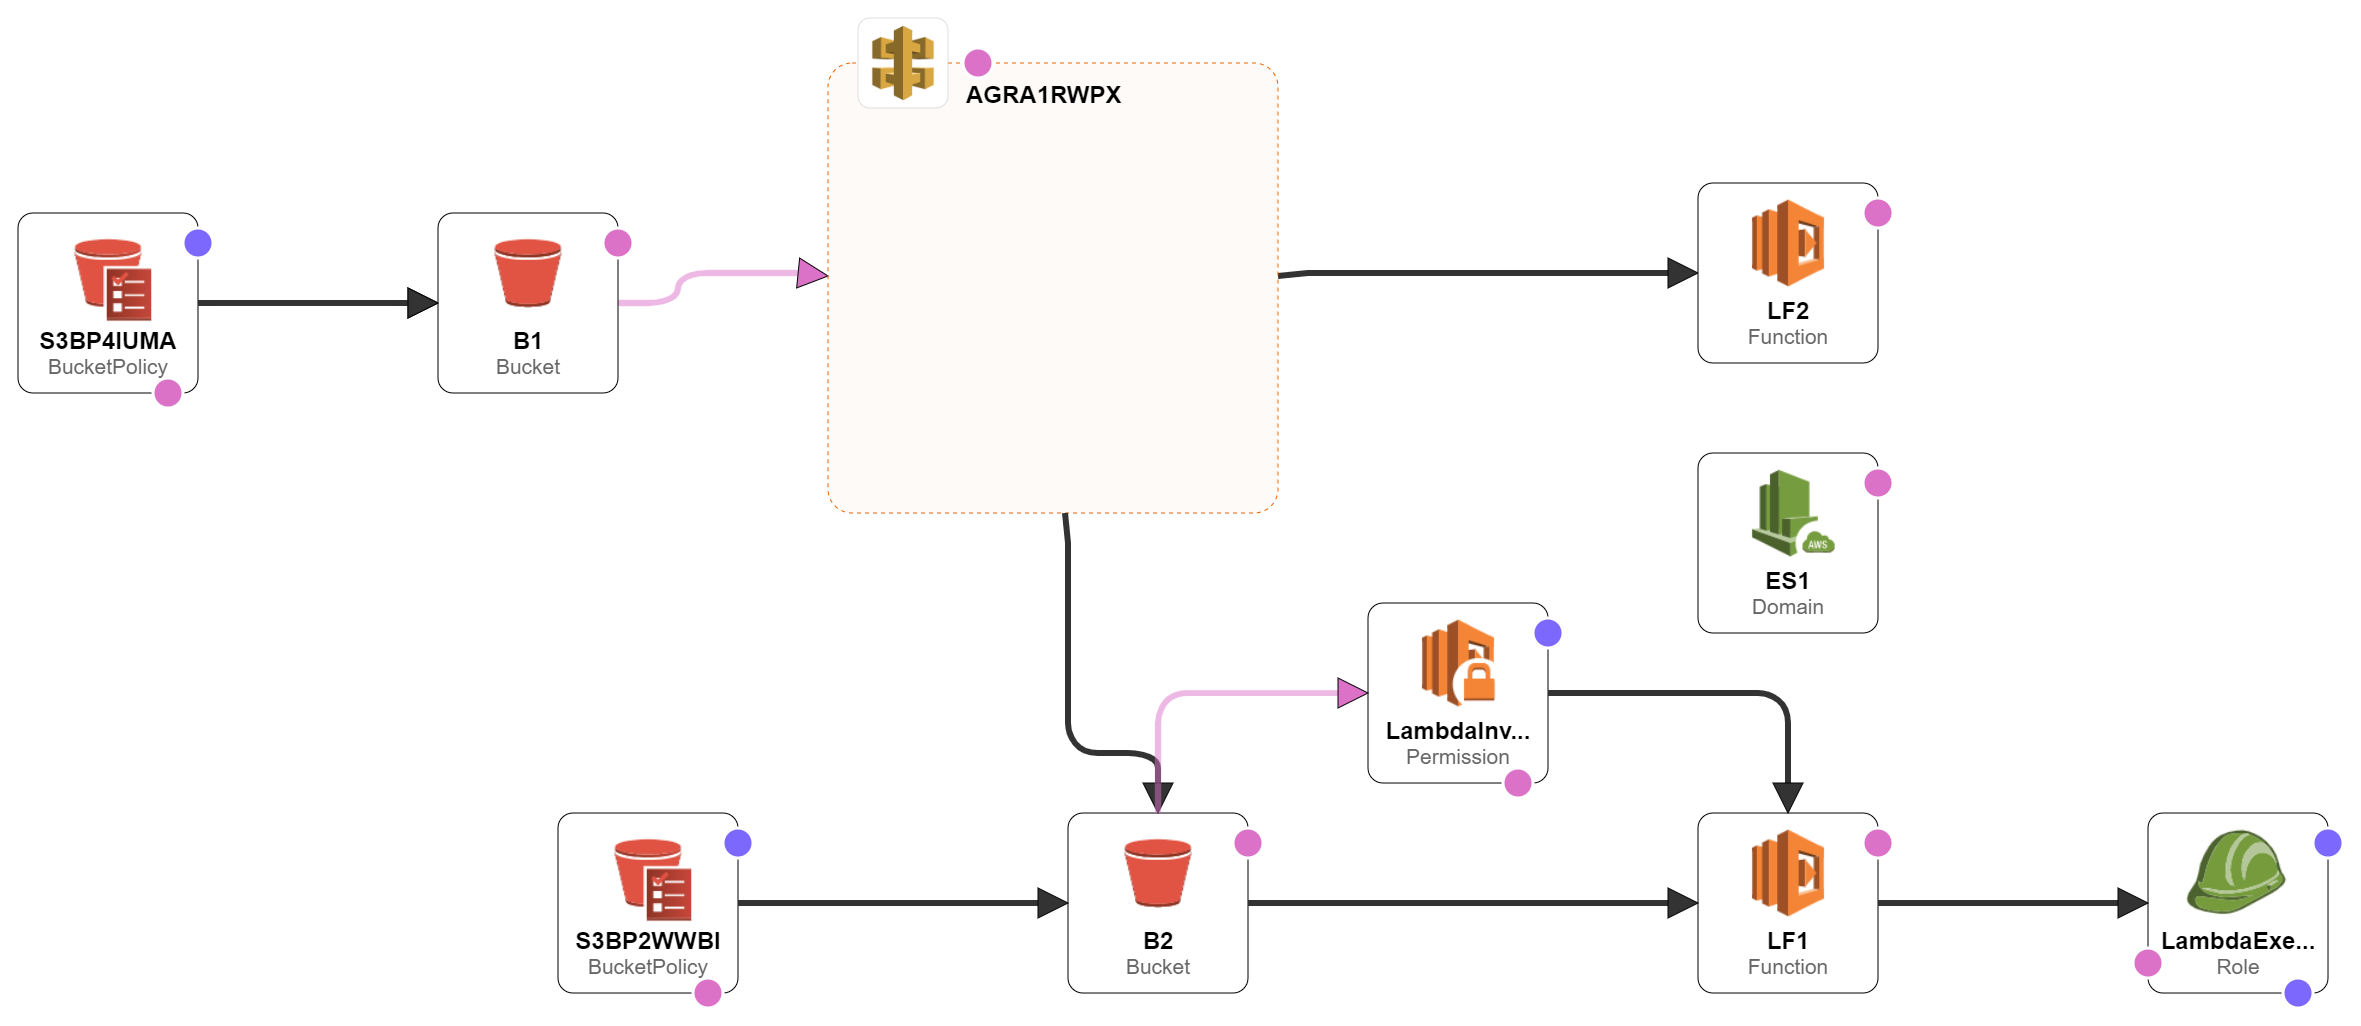 AGRA1RWPX
S3BP4IUMA
BucketPolicy
B1
Bucket
LF2
Function
ES1
Domain
AWS
LambdaInv...
Permission
S3BP2WWBI
BucketPolicy
B2
Bucket
LF1
Function
LambdaExe...
Role